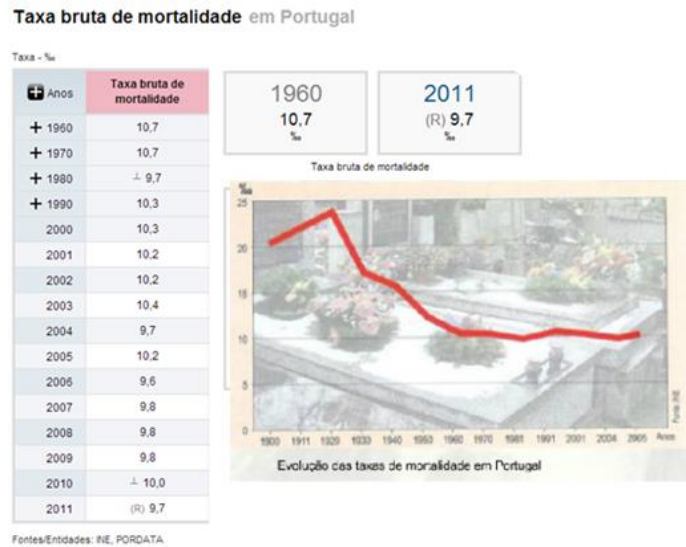 Taxa bruta de mortalidade em Portugal
Taxa - ‰
Anos Taxa bruta de mortalidade
+ 1960 10,7
+ 1970 10,7
+ 1980 ⊥ 9,7
+ 1990 10,3
2000 10,3
2001 10,2
2002 10,2
2003 10,4
2004 9,7
2005 10,2
2006 9,6
2007 9,8
2008 9,8
2009 9,8
2010 ⊥ 10,0
2011 (R) 9,7
Fontes/Entidades: INE, PORDATA
1960
10,7
‰
2011
(R) 9,7
‰
Taxa bruta de mortalidade
‰
25
20
15
10
5
0
1900 1911 1920 1930 1940 1950 1960 1970 1981 1991 2001 2004 2005 Anos
Fonte: INE
Evolução das taxas de mortalidade em Portugal